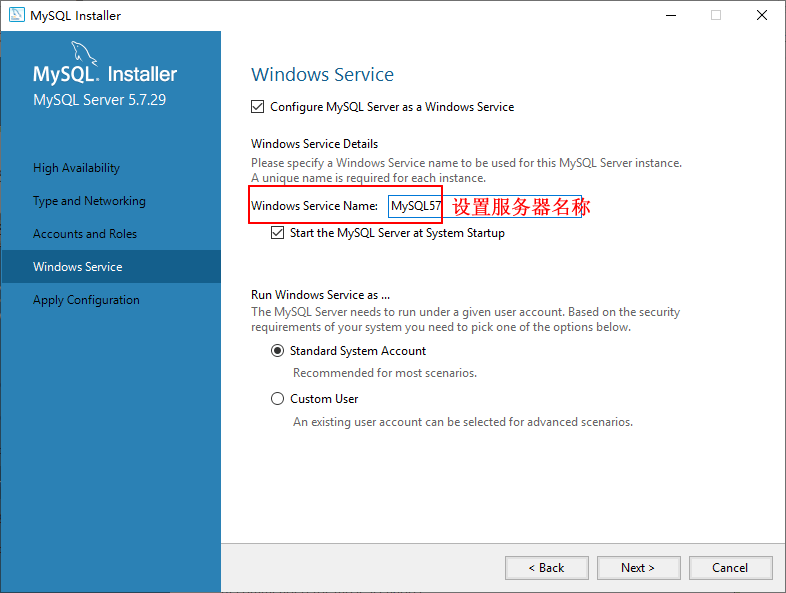 MySQL Installer
MySQL. Installer
MySQL Server 5.7.29
High Availability
Type and Networking
Accounts and Roles
Windows Service
Apply Configuration
Windows Service
Configure MySQL Server as a Windows Service
Windows Service Details
Please specify a Windows Service name to be used for this MySQL Server instance.
A unique name is required for each instance.
Windows Service Name: MySQL57 设置服务器名称
Start the MySQL Server at System Startup
Run Windows Service as ...
The MySQL Server needs to run under a given user account. Based on the security
requirements of your system you need to pick one of the options below.
Standard System Account
Recommended for most scenarios.
Custom User
An existing user account can be selected for advanced scenarios.
< Back Next > Cancel